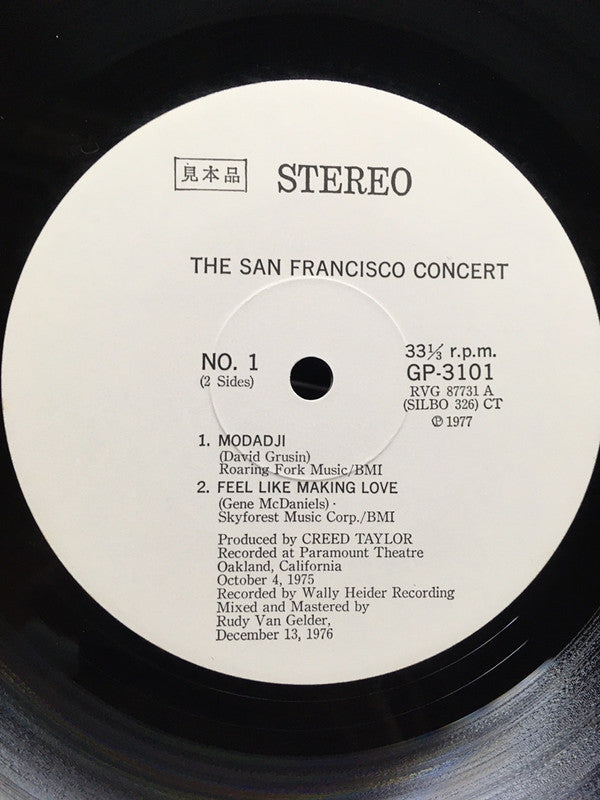 見本品 STEREO
THE SAN FRANCISCO CONCERT
NO. 1
(2 Sides)
33⅓ r.p.m.
GP-3101
RVG 87731 A
(SILBO 326) CT
℗ 1977
1. MODADJI
(David Grusin)
Roaring Fork Music/BMI
2. FEEL LIKE MAKING LOVE
(Gene McDaniels)·
Skyforest Music Corp./BMI
Produced by CREED TAYLOR
Recorded at Paramount Theatre
Oakland, California
October 4, 1975
Recorded by Wally Heider Recording
Mixed and Mastered by
Rudy Van Gelder,
December 13, 1976